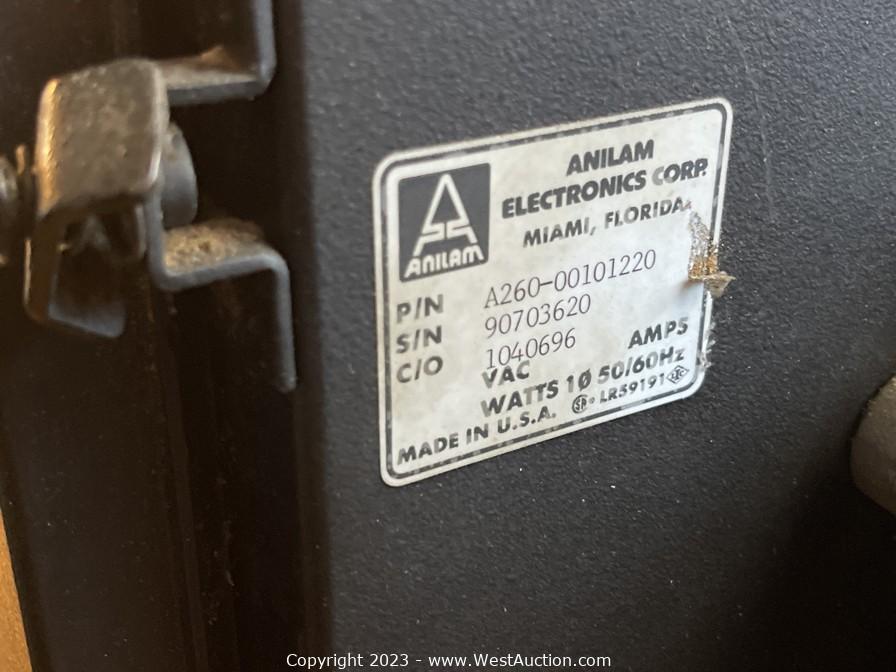 ANILAM
ELECTRONICS CORP.
MIAMI, FLORIDA
ANILAM
P/N A260-00101220
S/N 90703620
C/O 1040696
VAC AMPS
WATTS 1Ø 50/60Hz
MADE IN U.S.A. LR59191
Copyright © 2023 - www.WestAuction.com